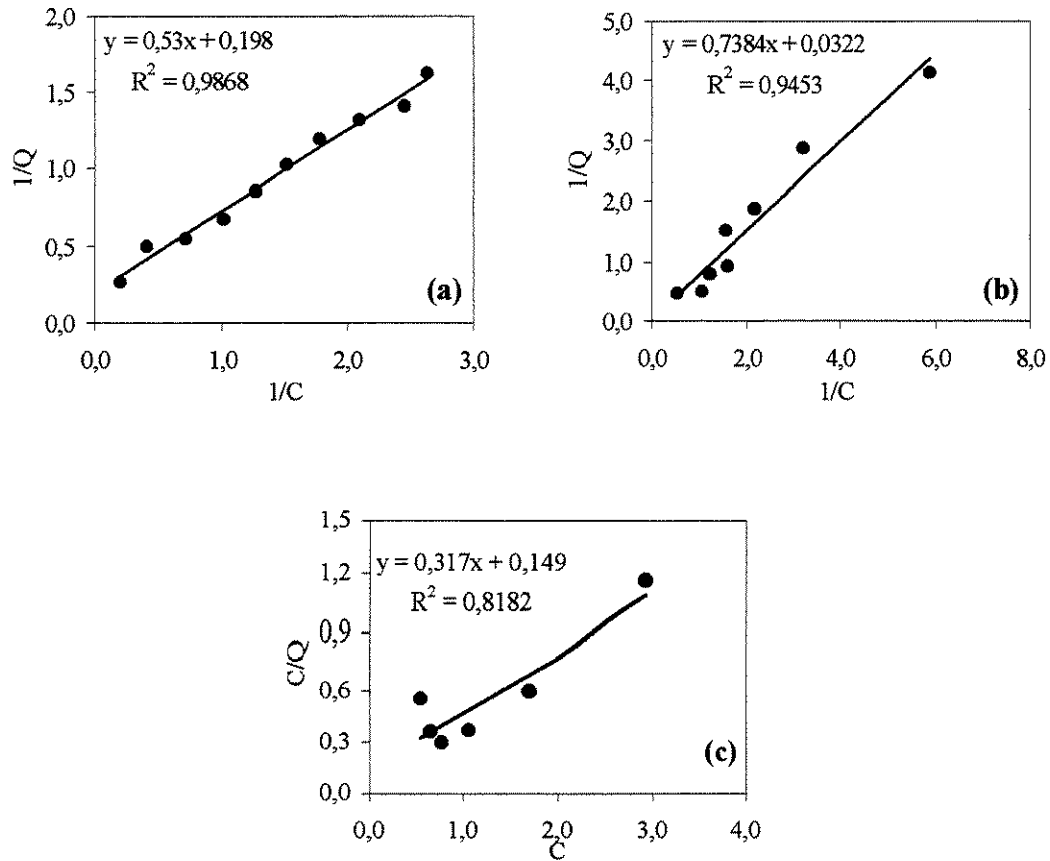 2,0
y = 0,53x + 0,198
R² = 0,9868
1,5
1/Q
1,0
0,5
(a)
0,0
0,0 1,0 2,0 3,0
1/C
5,0
y = 0,7384x + 0,0322
4,0
R² = 0,9453
3,0
1/Q
2,0
1,0
(b)
0,0
0,0 2,0 4,0 6,0 8,0
1/C
1,5
y = 0,317x + 0,149
1,2
R² = 0,8182
0,9
C/Q
0,6
0,3
(c)
0,0
0,0 1,0 2,0 3,0 4,0
C